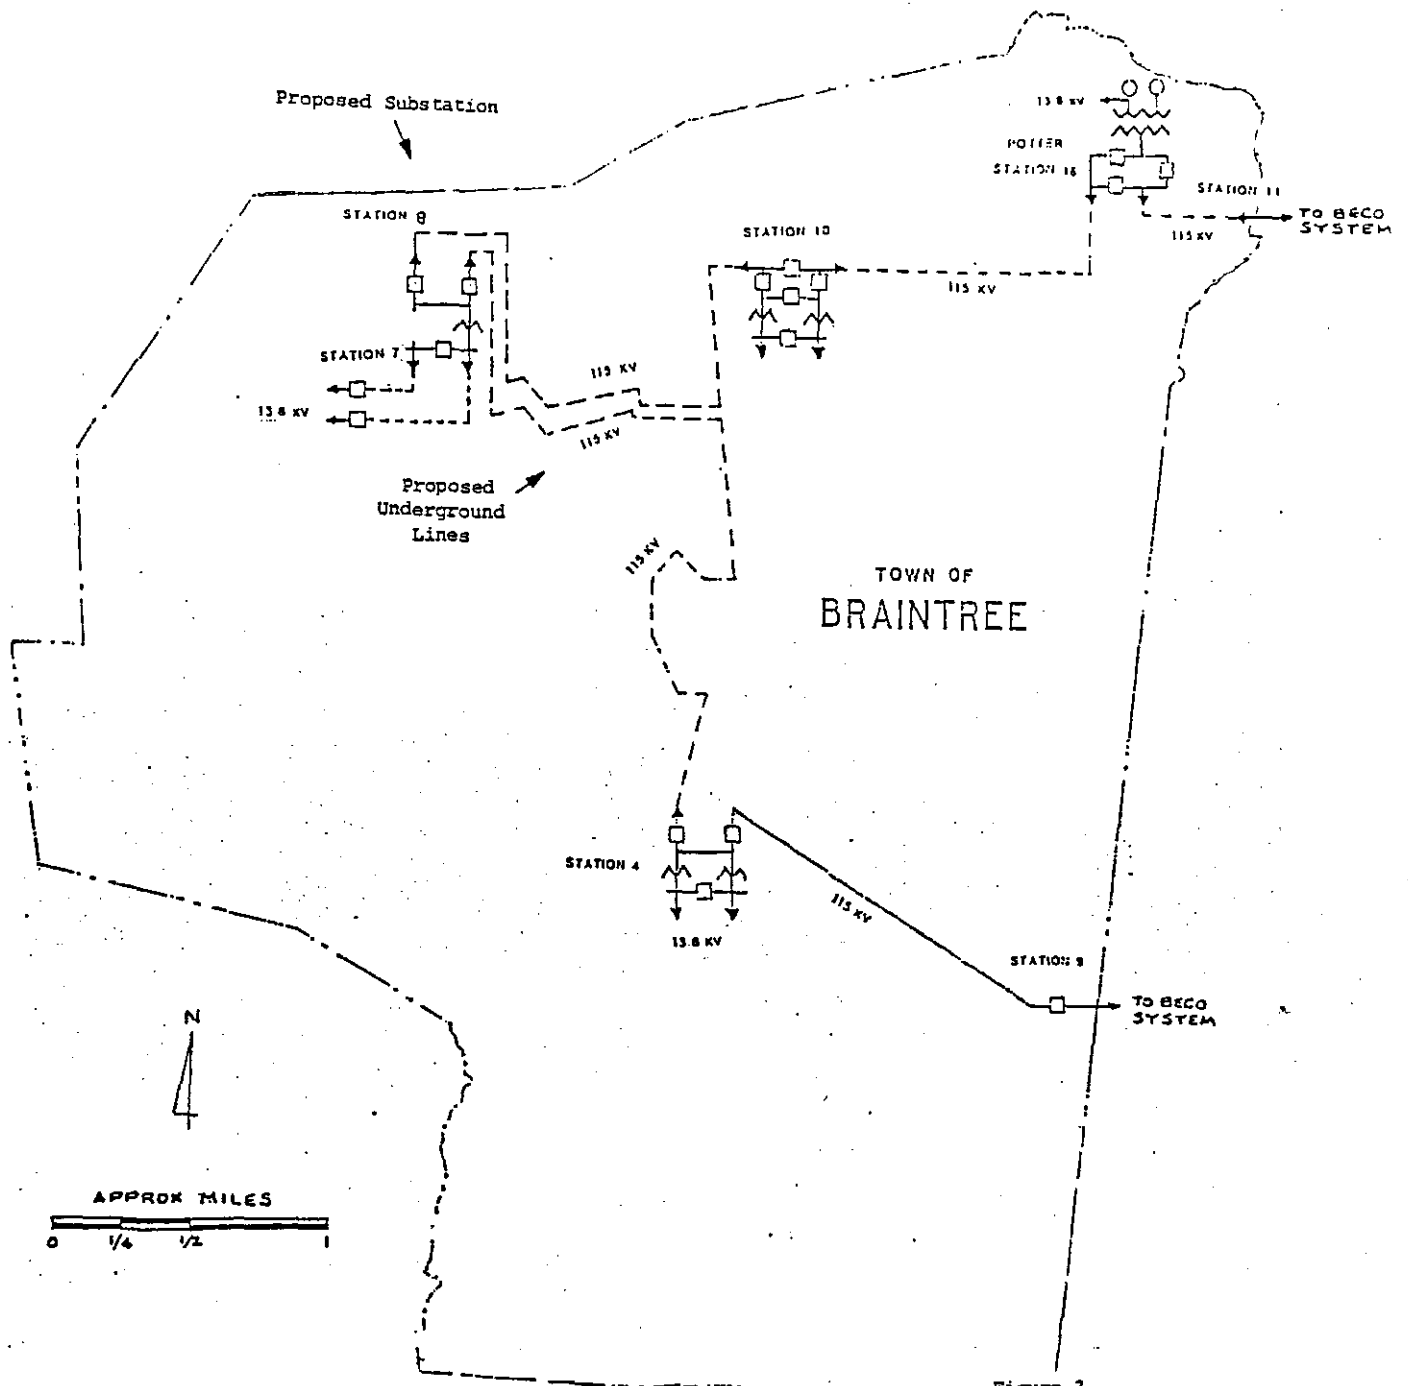 Proposed Substation
13.8 KV
POTTER
STATION 16
STATION 11
TO BECO
SYSTEM
115 KV
STATION 8
STATION 10
115 KV
STATION 7
13.8 KV
115 KV
115 KV
Proposed
Underground
Lines
115 KV
TOWN OF
BRAINTREE
STATION 4
115 KV
13.8 KV
STATION 9
TO BECO
SYSTEM
N
APPROX MILES
0 1/4 1/2 1